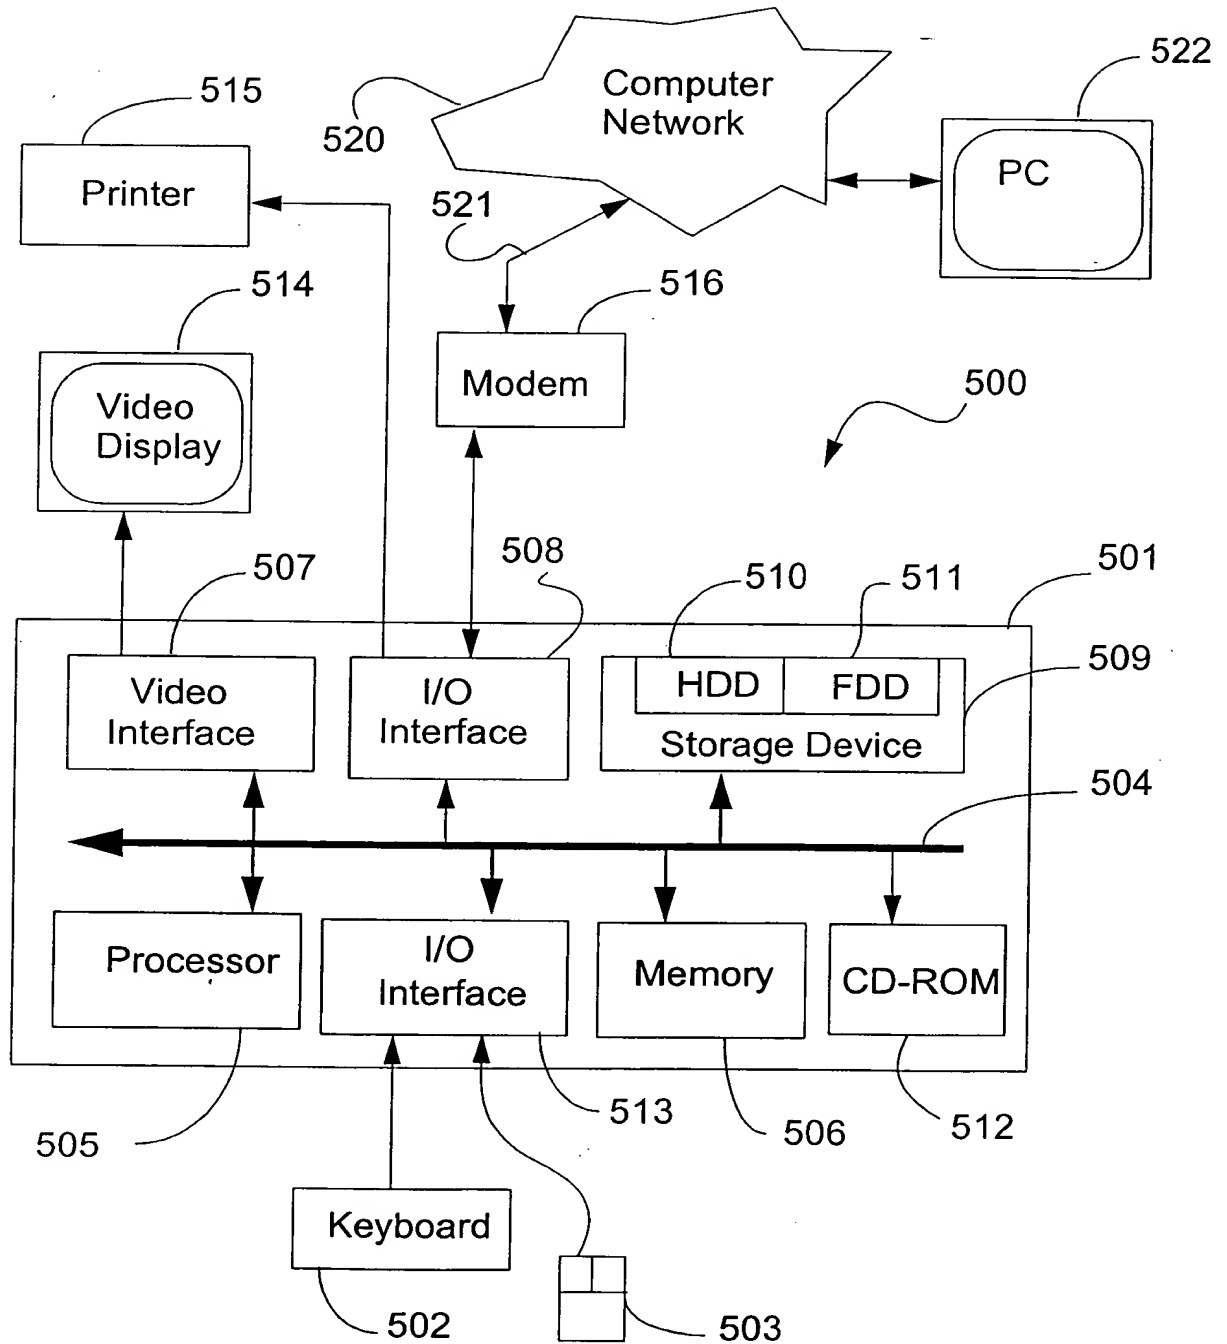 522
515
Computer
Network
520
PC
Printer
521
514
516
500
Modem
Video
Display
508
501
507
510
511
509
HDD
FDD
Video
Interface
I/O
Interface
Storage Device
504
Processor
I/O
Interface
Memory
CD-ROM
513
505
506
512
Keyboard
502
503